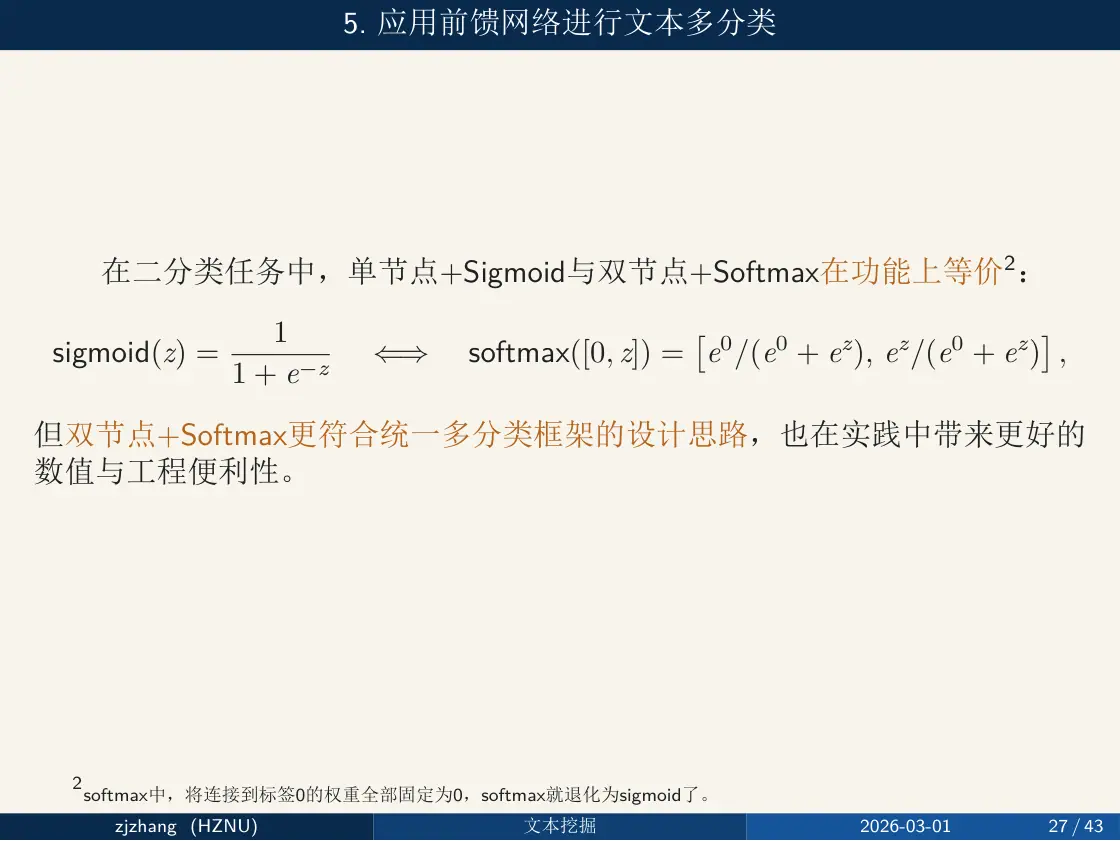 5. 应用前馈网络进行文本多分类
在二分类任务中，单节点+Sigmoid与双节点+Softmax在功能上等价²：
sigmoid(z) = 1/(1 + e^{−z}) ⟺ softmax([0, z]) = [e⁰/(e⁰ + e^z), e^z/(e⁰ + e^z)],
但双节点+Softmax更符合统一多分类框架的设计思路，也在实践中带来更好的
数值与工程便利性。
²softmax中，将连接到标签0的权重全部固定为0，softmax就退化为sigmoid了。
zjzhang (HZNU) 文本挖掘 2026-03-01 27 / 43